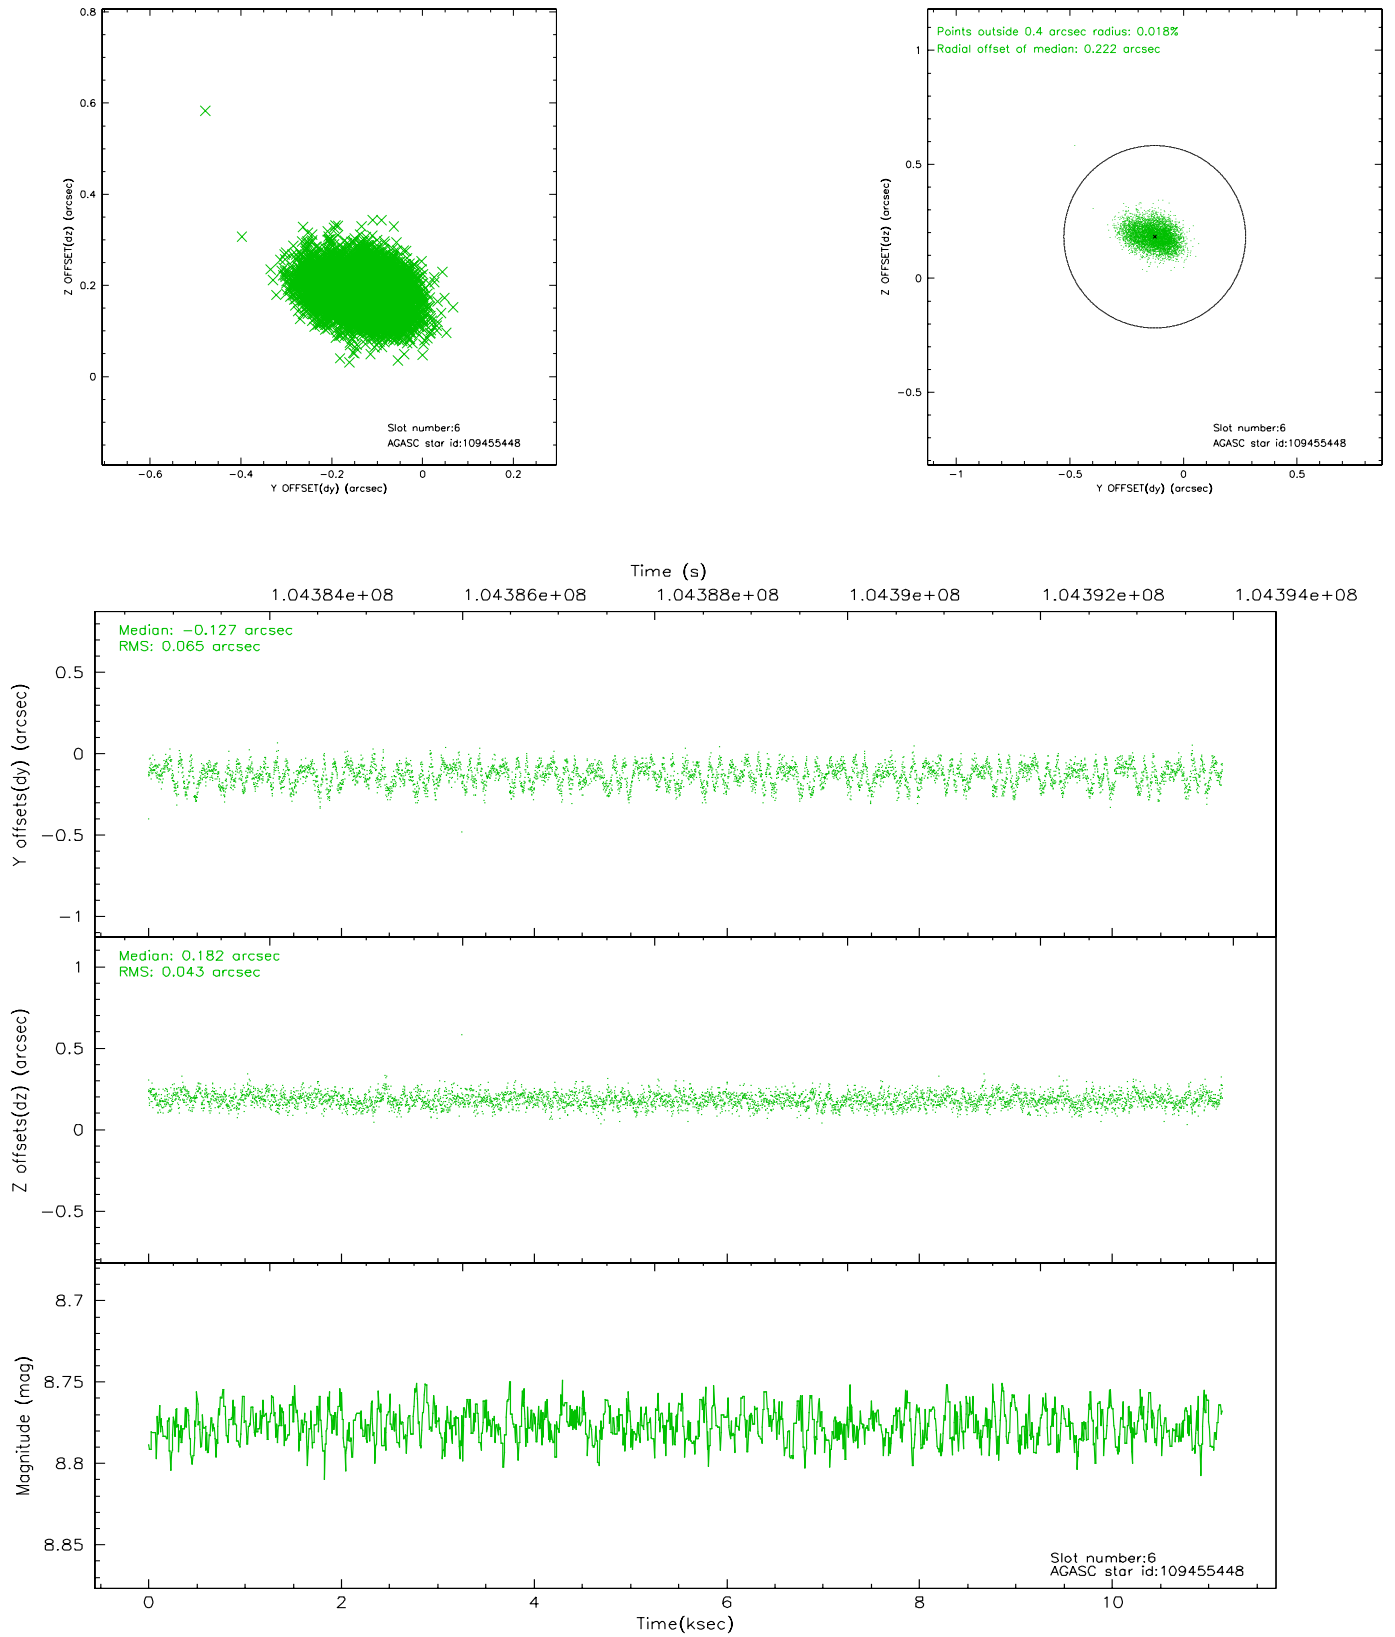 0.8
0.6
0.4
0.2
0
Z OFFSET(dz) (arcsec)
Slot number:6
AGASC star id:109455448
−0.6
−0.4
−0.2
0
0.2
Y OFFSET(dy) (arcsec)
Points outside 0.4 arcsec radius: 0.018%
Radial offset of median: 0.222 arcsec
1
0.5
0
−0.5
Z OFFSET(dz) (arcsec)
Slot number:6
AGASC star id:109455448
−1
−0.5
0
0.5
Y OFFSET(dy) (arcsec)
Time (s)
1.04384e+08
1.04386e+08
1.04388e+08
1.0439e+08
1.04392e+08
1.04394e+08
Median: −0.127 arcsec
RMS: 0.065 arcsec
0.5
0
−0.5
−1
Y offsets(dy) (arcsec)
Median: 0.182 arcsec
RMS: 0.043 arcsec
1
0.5
0
−0.5
Z offsets(dz) (arcsec)
8.7
8.75
8.8
8.85
Magnitude (mag)
Slot number:6
AGASC star id:109455448
0
2
4
6
8
10
Time(ksec)